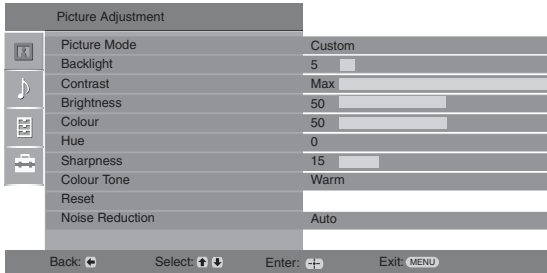 Picture Adjustment
Picture Mode Custom
Backlight 5
Contrast Max
Brightness 50
Colour 50
Hue 0
Sharpness 15
Colour Tone Warm
Reset
Noise Reduction Auto
Back: Select: Enter: Exit: MENU